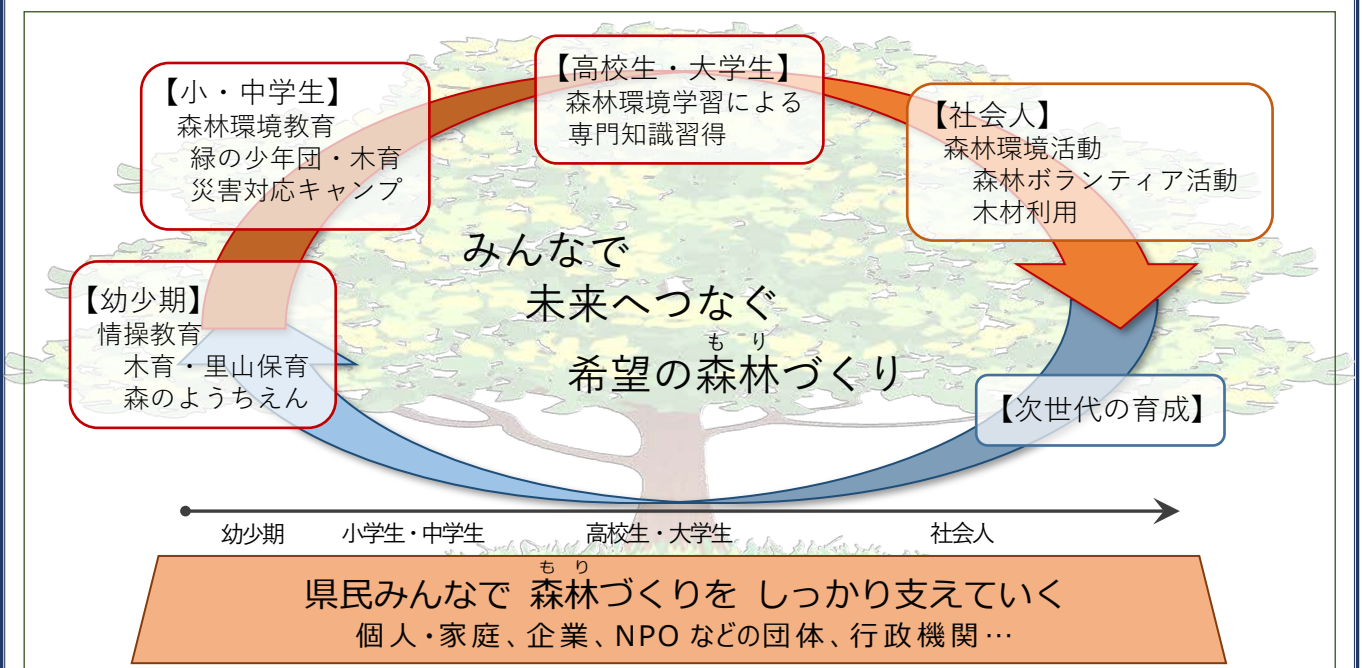 【小・中学生】
森林環境教育
緑の少年団・木育
災害対応キャンプ
【高校生・大学生】
森林環境学習による
専門知識習得
【社会人】
森林環境活動
森林ボランティア活動
木材利用
【幼少期】
情操教育
木育・里山保育
森のようちえん
みんなで
未来へつなぐ
もり
希望の森林づくり
【次世代の育成】
幼少期 小学生・中学生 高校生・大学生 社会人
もり
県民みんなで 森林づくりを しっかり支えていく
個人・家庭、企業、NPO などの団体、行政機関…